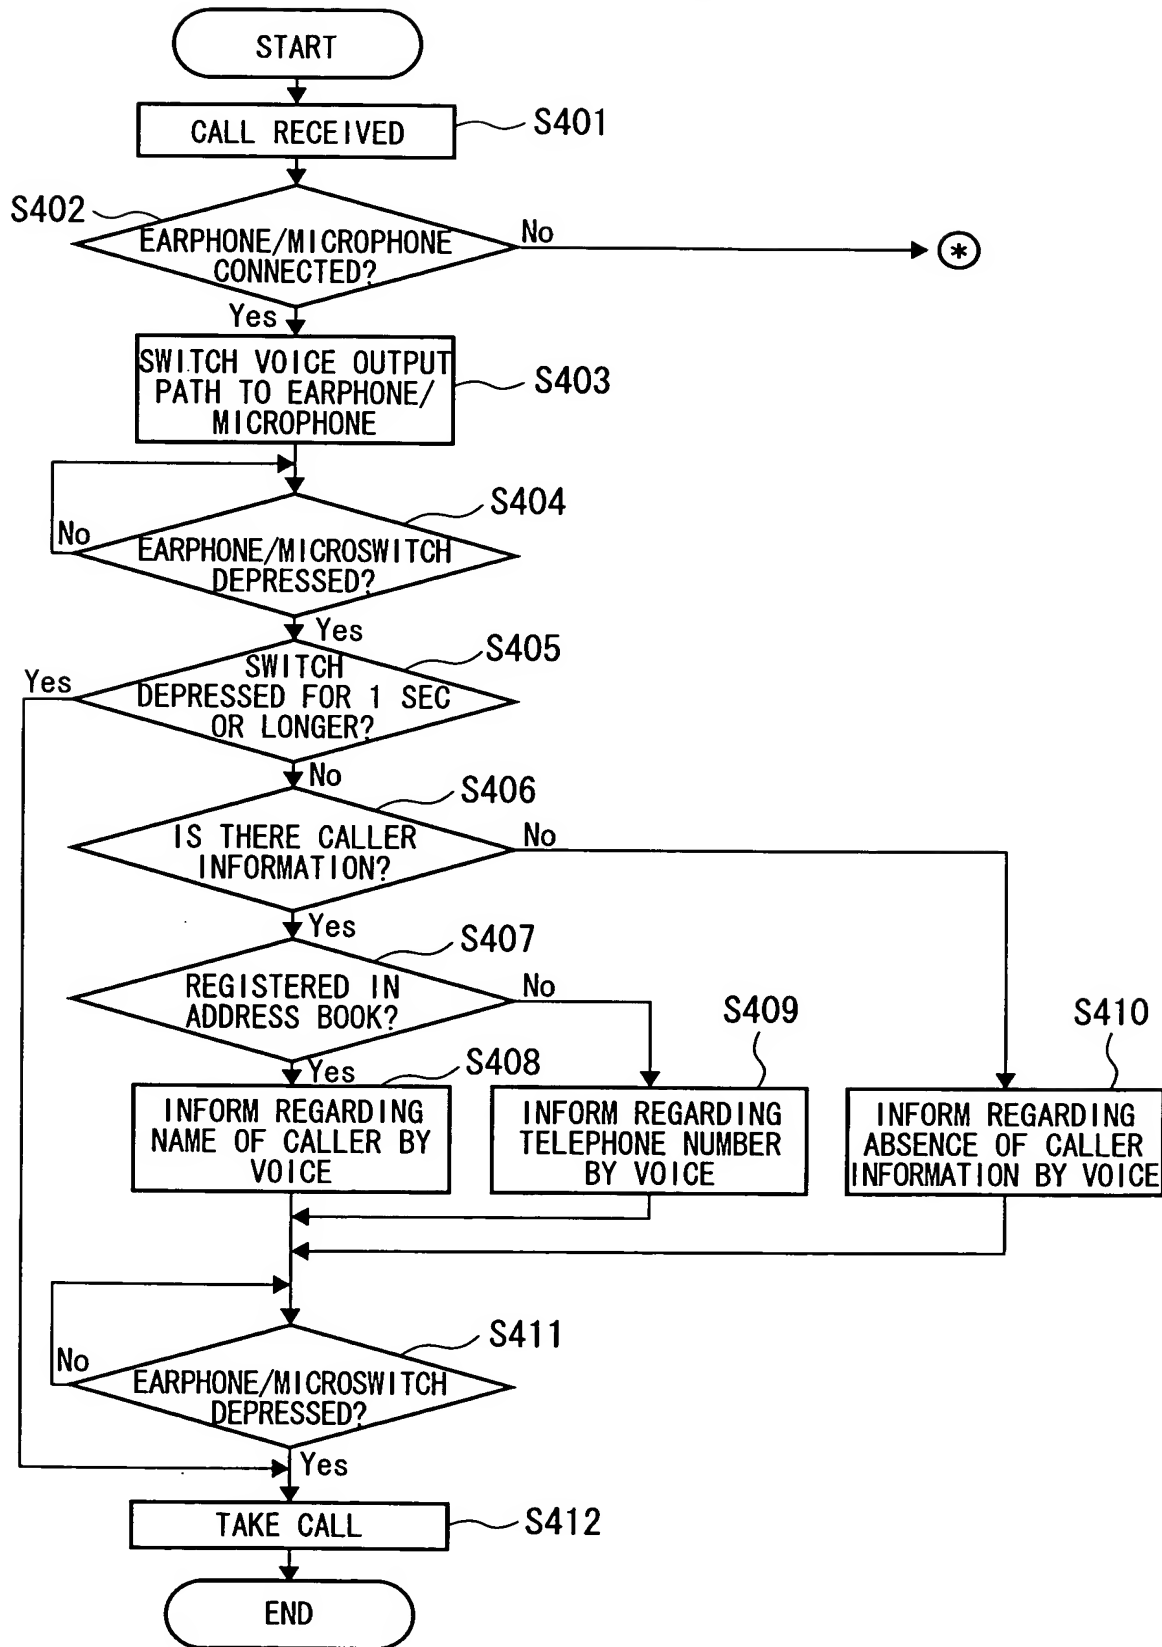 START
CALL RECEIVED
S401
S402
EARPHONE/MICROPHONE
CONNECTED?
No
*
Yes
SWITCH VOICE OUTPUT
PATH TO EARPHONE/
MICROPHONE
S403
S404
No
EARPHONE/MICROSWITCH
DEPRESSED?
Yes
S405
Yes
SWITCH
DEPRESSED FOR 1 SEC
OR LONGER?
No
S406
IS THERE CALLER
INFORMATION?
No
Yes
S407
REGISTERED IN
ADDRESS BOOK?
No
S409
S410
Yes
S408
INFORM REGARDING
NAME OF CALLER BY
VOICE
INFORM REGARDING
TELEPHONE NUMBER
BY VOICE
INFORM REGARDING
ABSENCE OF CALLER
INFORMATION BY VOICE
S411
No
EARPHONE/MICROSWITCH
DEPRESSED?
Yes
TAKE CALL
S412
END